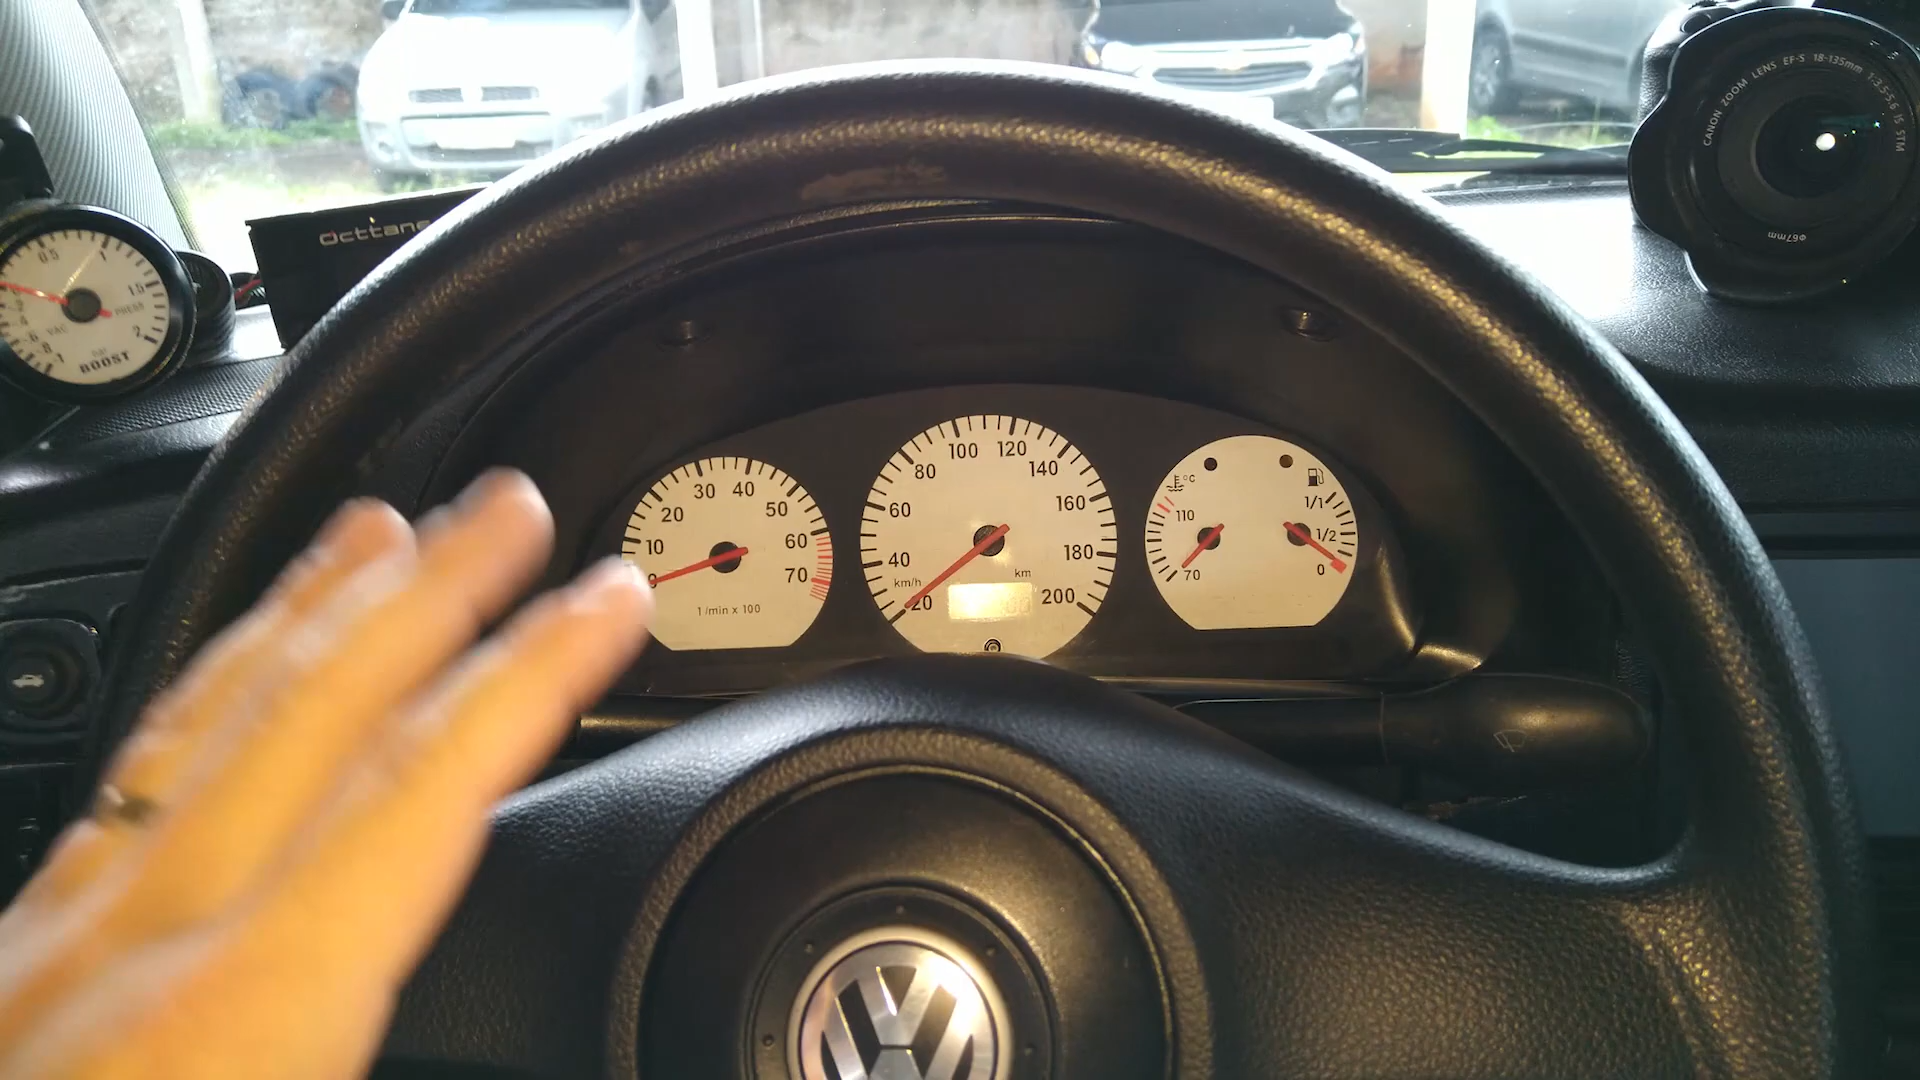 CANON ZOOM LENS EF-S 18-135mm 1:3.5-5.6 IS STM
ø67mm
octtane
0.5 1 1.5 2
PRESS
VAC
BOOST
10 20 30 40 50 60 70
1/min x 100
20 40 60 80 100 120 140 160 180 200
km/h
km
°C
110
70
1/1
1/2
0